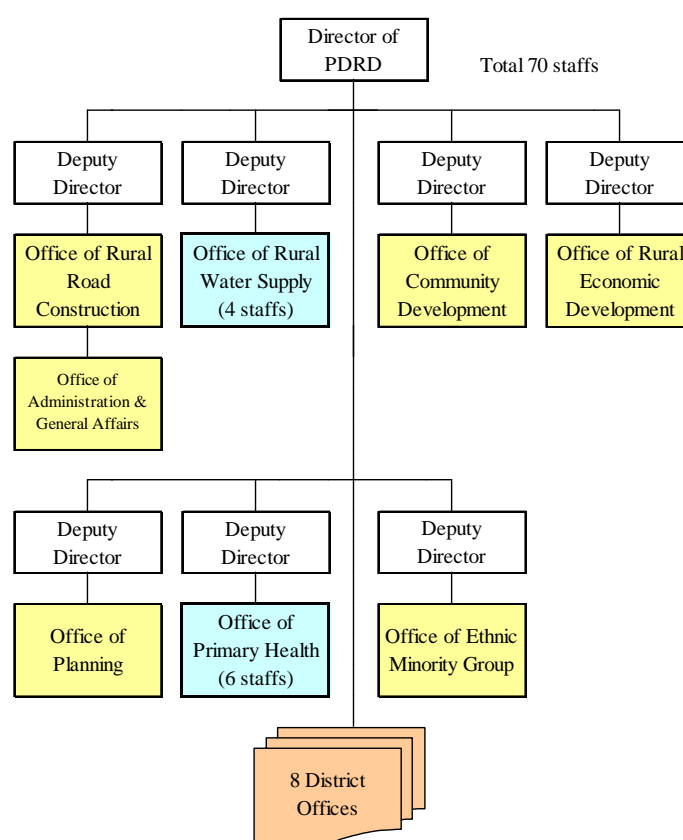 Director of
PDRD
Total 70 staffs
Deputy
Director
Deputy
Director
Deputy
Director
Deputy
Director
Office of Rural
Road
Construction
Office of Rural
Water Supply
(4 staffs)
Office of
Community
Development
Office of Rural
Economic
Development
Office of
Administration &
General Affairs
Deputy
Director
Deputy
Director
Deputy
Director
Office of
Planning
Office of
Primary Health
(6 staffs)
Office of Ethnic
Minority Group
8 District
Offices